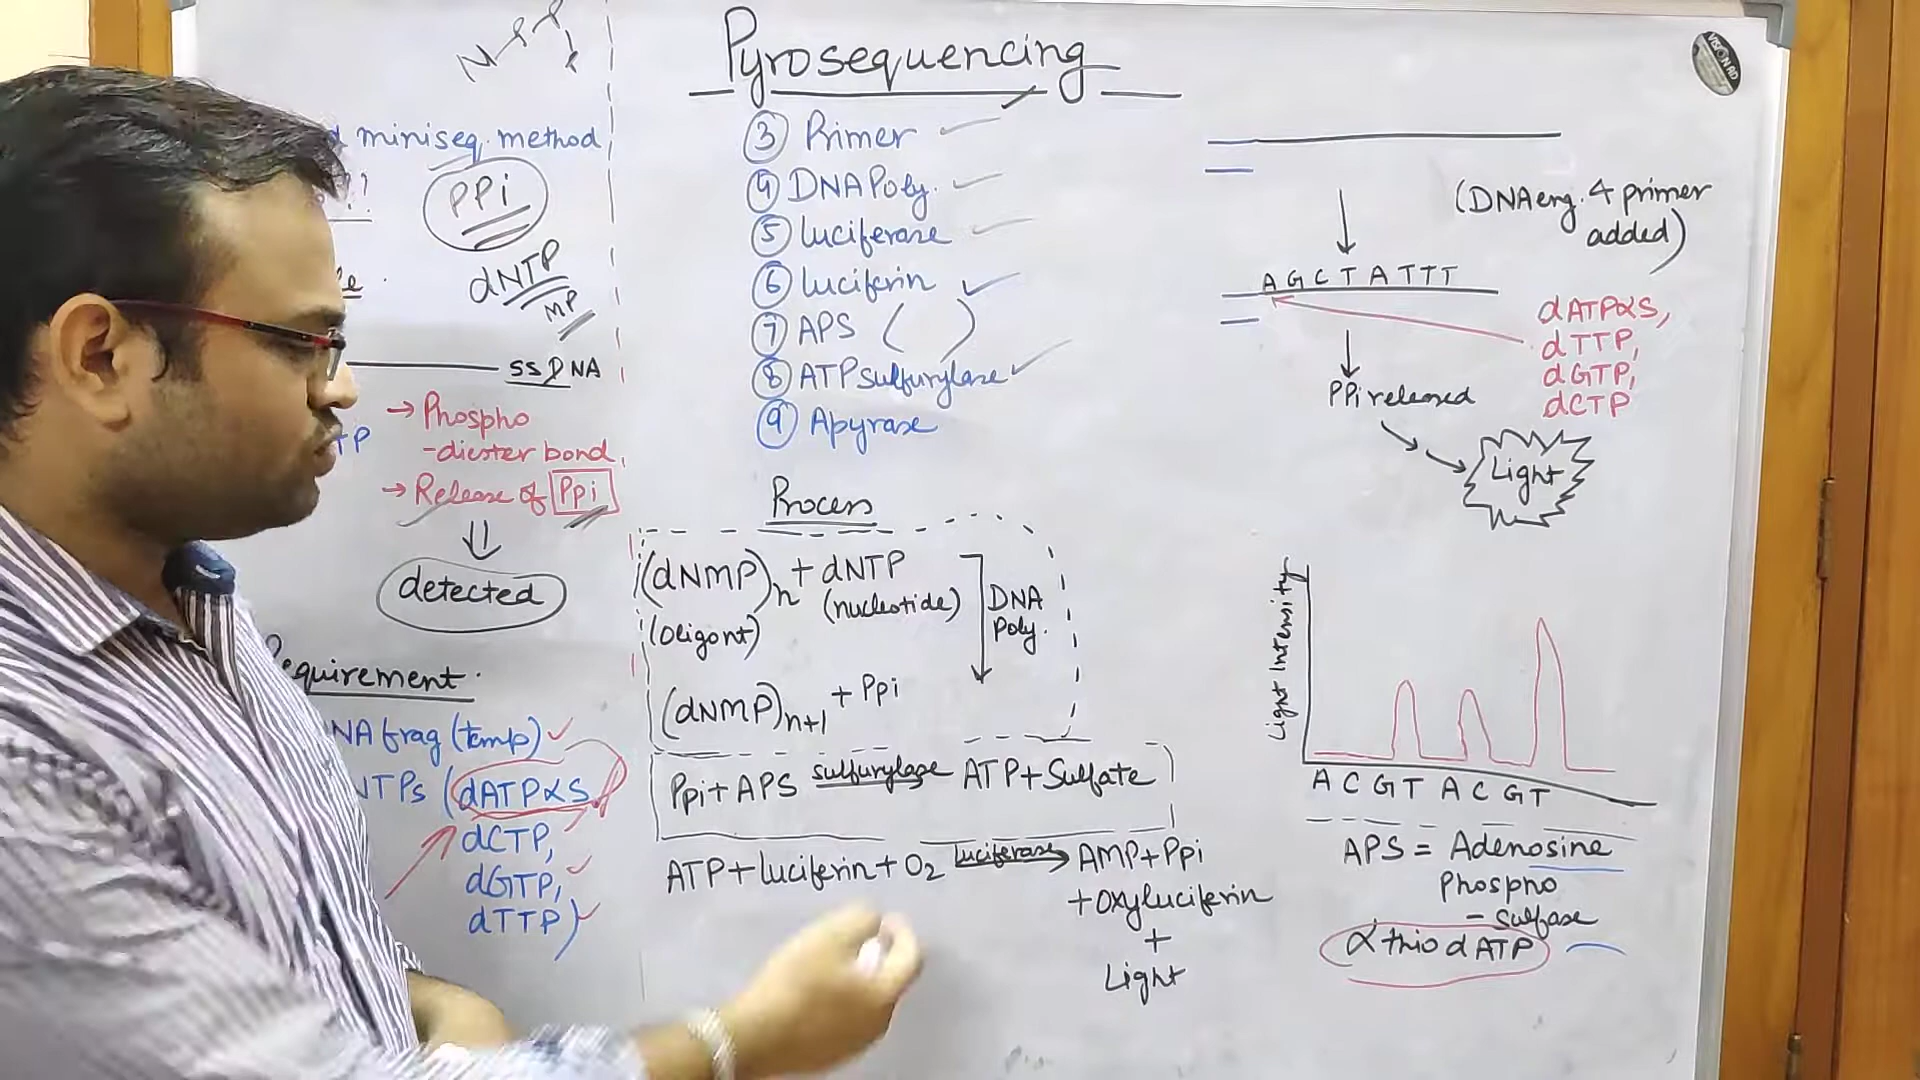 Pyrosequencing
N-P-P
miniseq. method
PPi
??
dNTP
MP
ssDNA
TP
→ Phospho
-diester bond,
→ Release of Ppi
detected
equirement
NA frag (temp)
NTPs (dATPαS,
dCTP,
dGTP,
dTTP)
③ Primer
④ DNA Poly.
⑤ luciferase
⑥ luciferin
⑦ APS ( )
⑧ ATP sulfurylase
⑨ Apyrase
Process
(dNMP)n + dNTP
(oligont) (nucleotide)
DNA
Poly.
(dNMP)n+1 + Ppi
Ppi + APS sulfurylase ATP + Sulfate
ATP + luciferin + O2 luciferase → AMP + Ppi
+ Oxyluciferin
+
Light
(DNA eng. 4 primer
added)
A G C T A T T T
dATPαS,
dTTP,
dGTP,
dCTP
PPi released
Light
Light Intensity
A C G T A C G T
APS = Adenosine
Phospho
- sulfase
α thio dATP